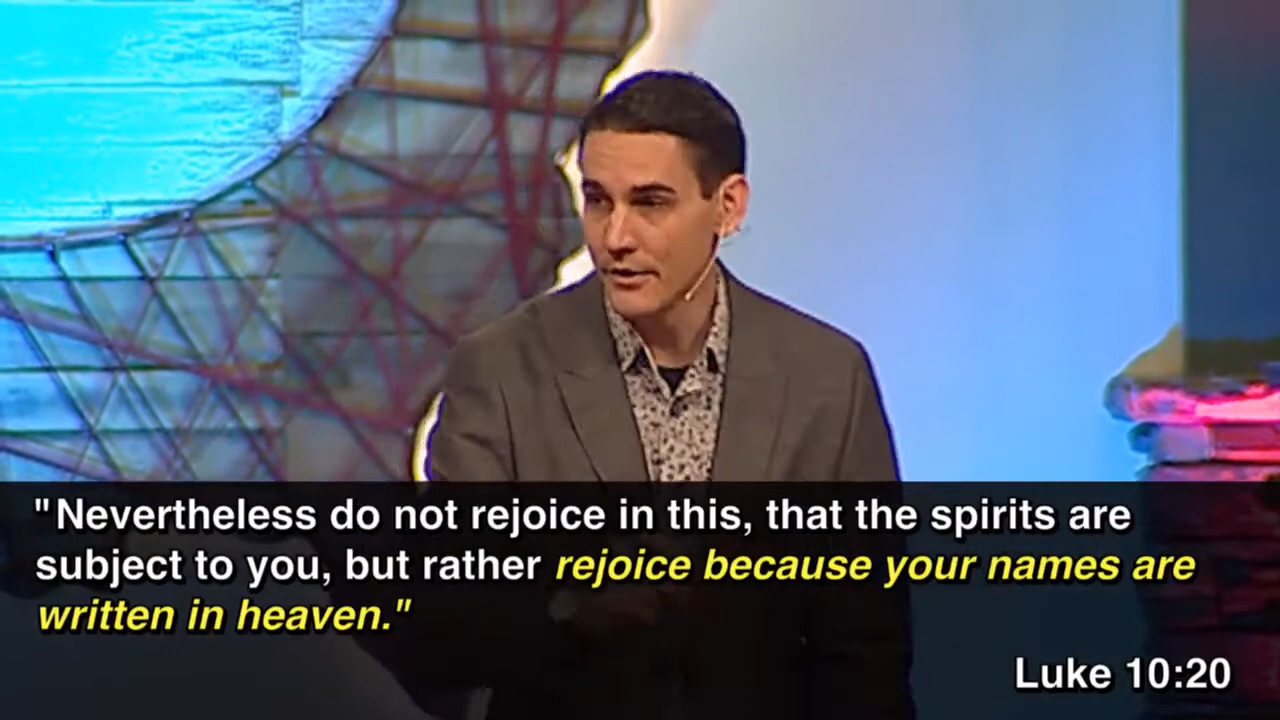 "Nevertheless do not rejoice in this, that the spirits are
subject to you, but rather rejoice because your names are
written in heaven."
Luke 10:20